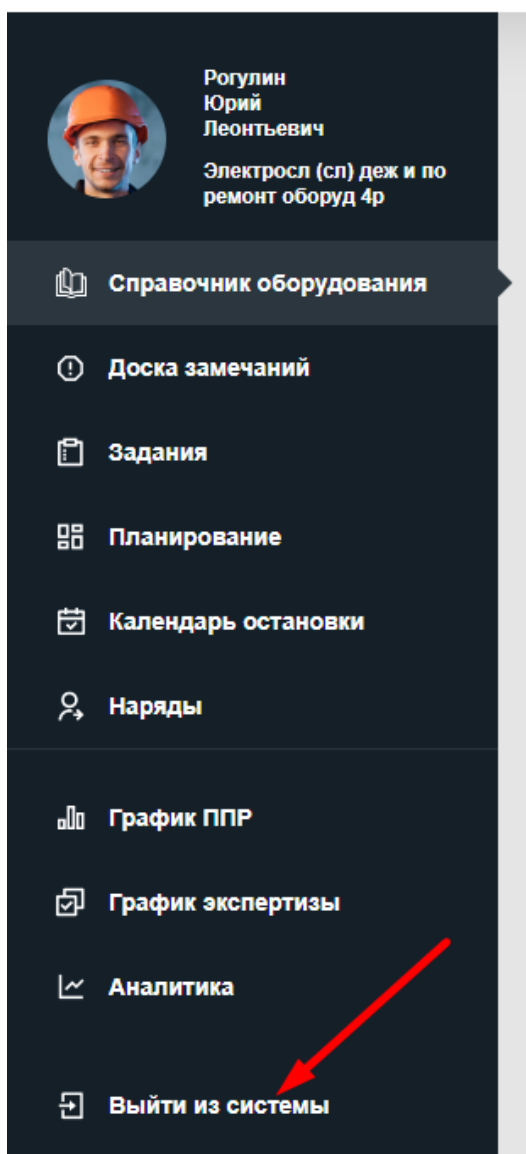 Рогулин
Юрий
Леонтьевич
Электросл (сл) деж и по
ремонт оборуд 4р
Справочник оборудования
Доска замечаний
Задания
Планирование
Календарь остановки
Наряды
График ППР
График экспертизы
Аналитика
Выйти из системы